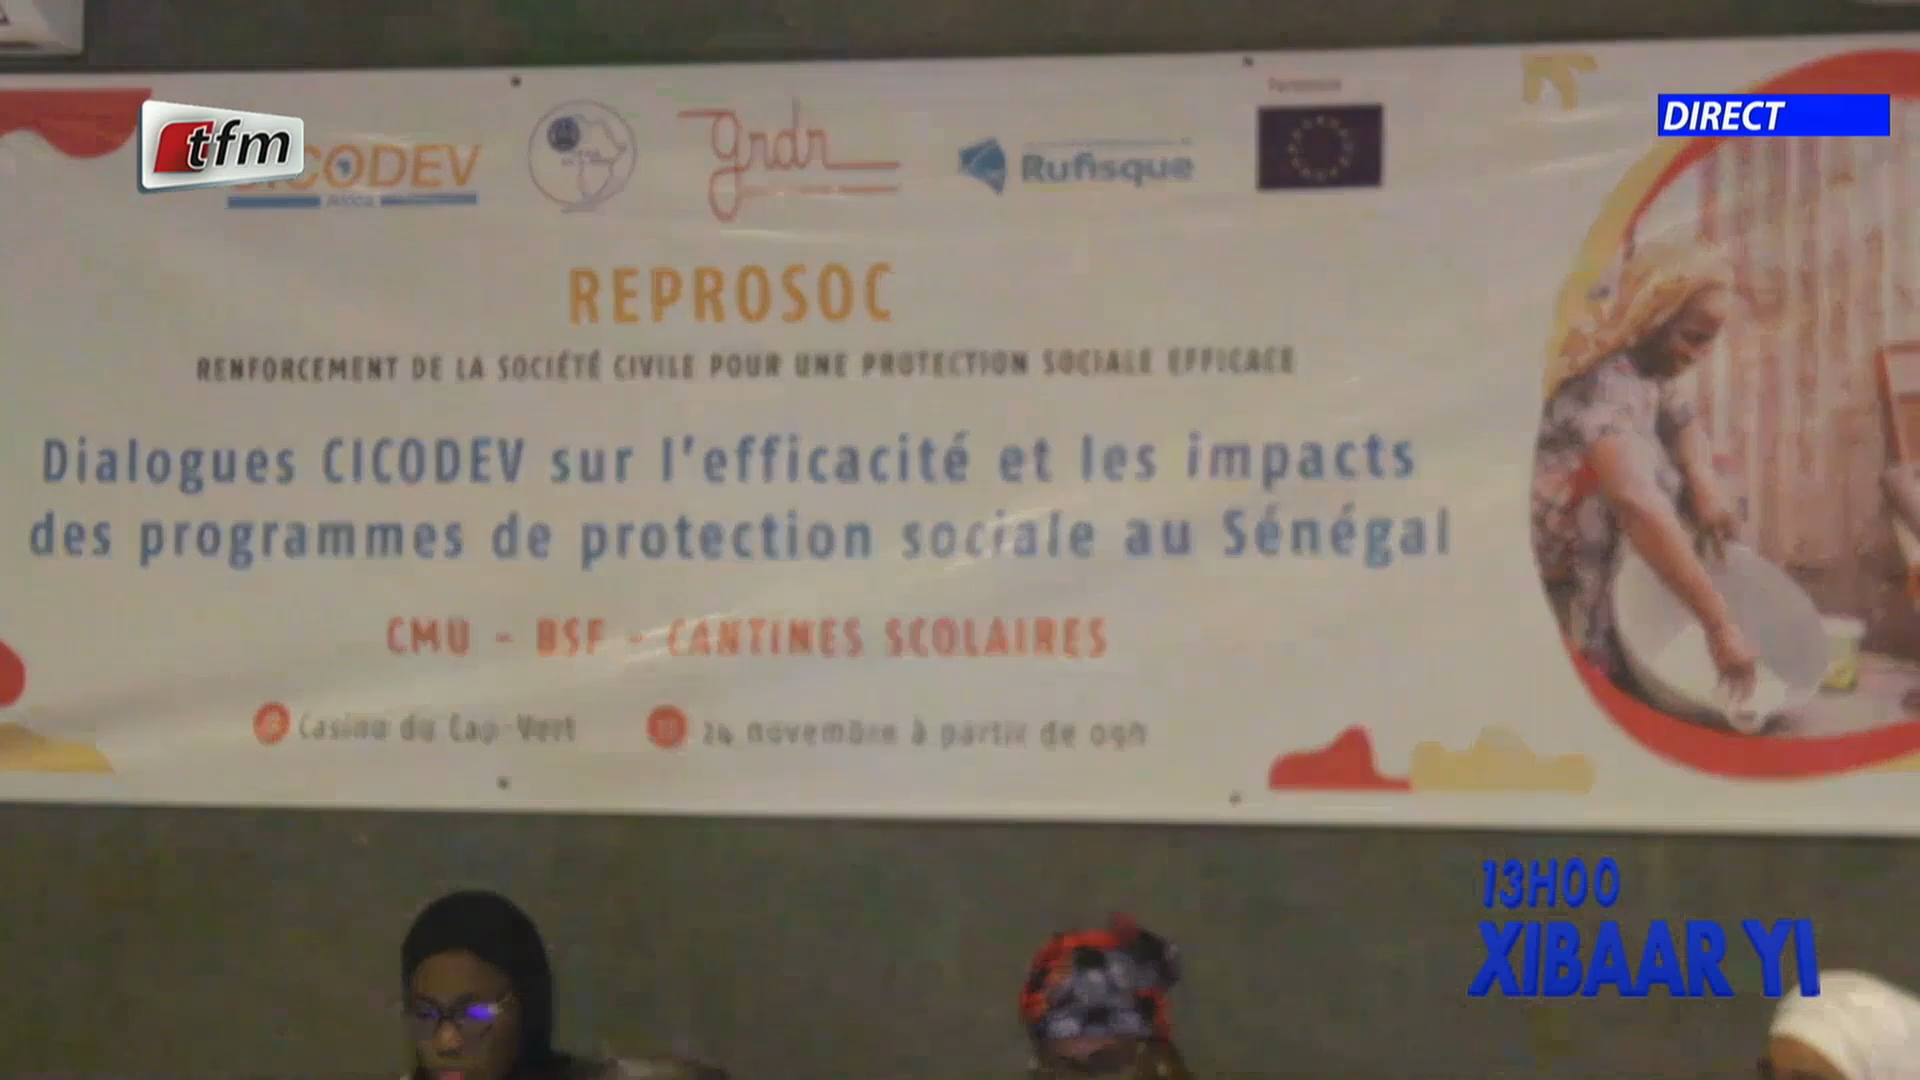 tfm
DIRECT
CICODEV
Africa
grdr
Rufisque
REPROSOC
RENFORCEMENT DE LA SOCIÉTÉ CIVILE POUR UNE PROTECTION SOCIALE EFFICACE
Dialogues CICODEV sur l'efficacité et les impacts
des programmes de protection sociale au Sénégal
CMU - BSF - CANTINES SCOLAIRES
Casino du Cap-Vert
24 novembre à partir de 09h
13H00
XIBAAR YI